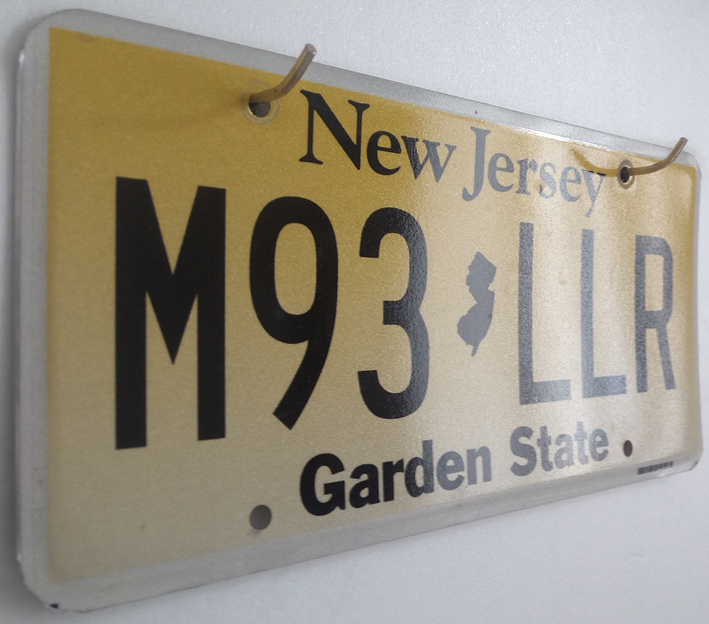 New Jersey
M93 LLR
Garden State